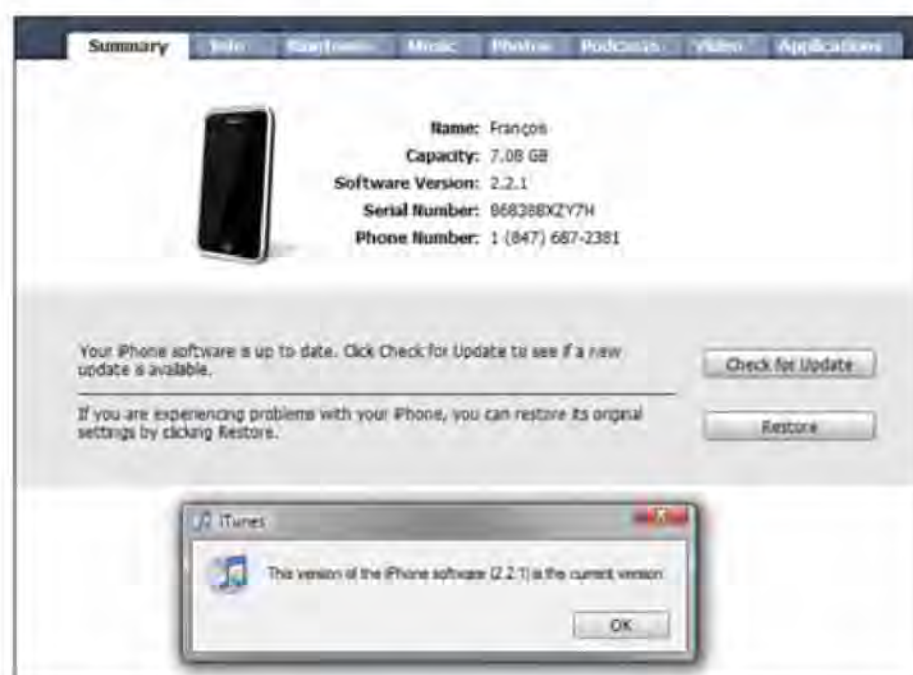 Summary Info Ringtones Music Photos Podcasts Video Applications
Name: François
Capacity: 7.08 GB
Software Version: 2.2.1
Serial Number:
Phone Number: 1 (847) 687-2381
Your iPhone software is up to date. Click Check for Update to see if a new
update is available.
Check for Update
If you are experiencing problems with your iPhone, you can restore its original
settings by clicking Restore.
Restore
iTunes
This version of the iPhone software (2.2.1) is the current version.
OK